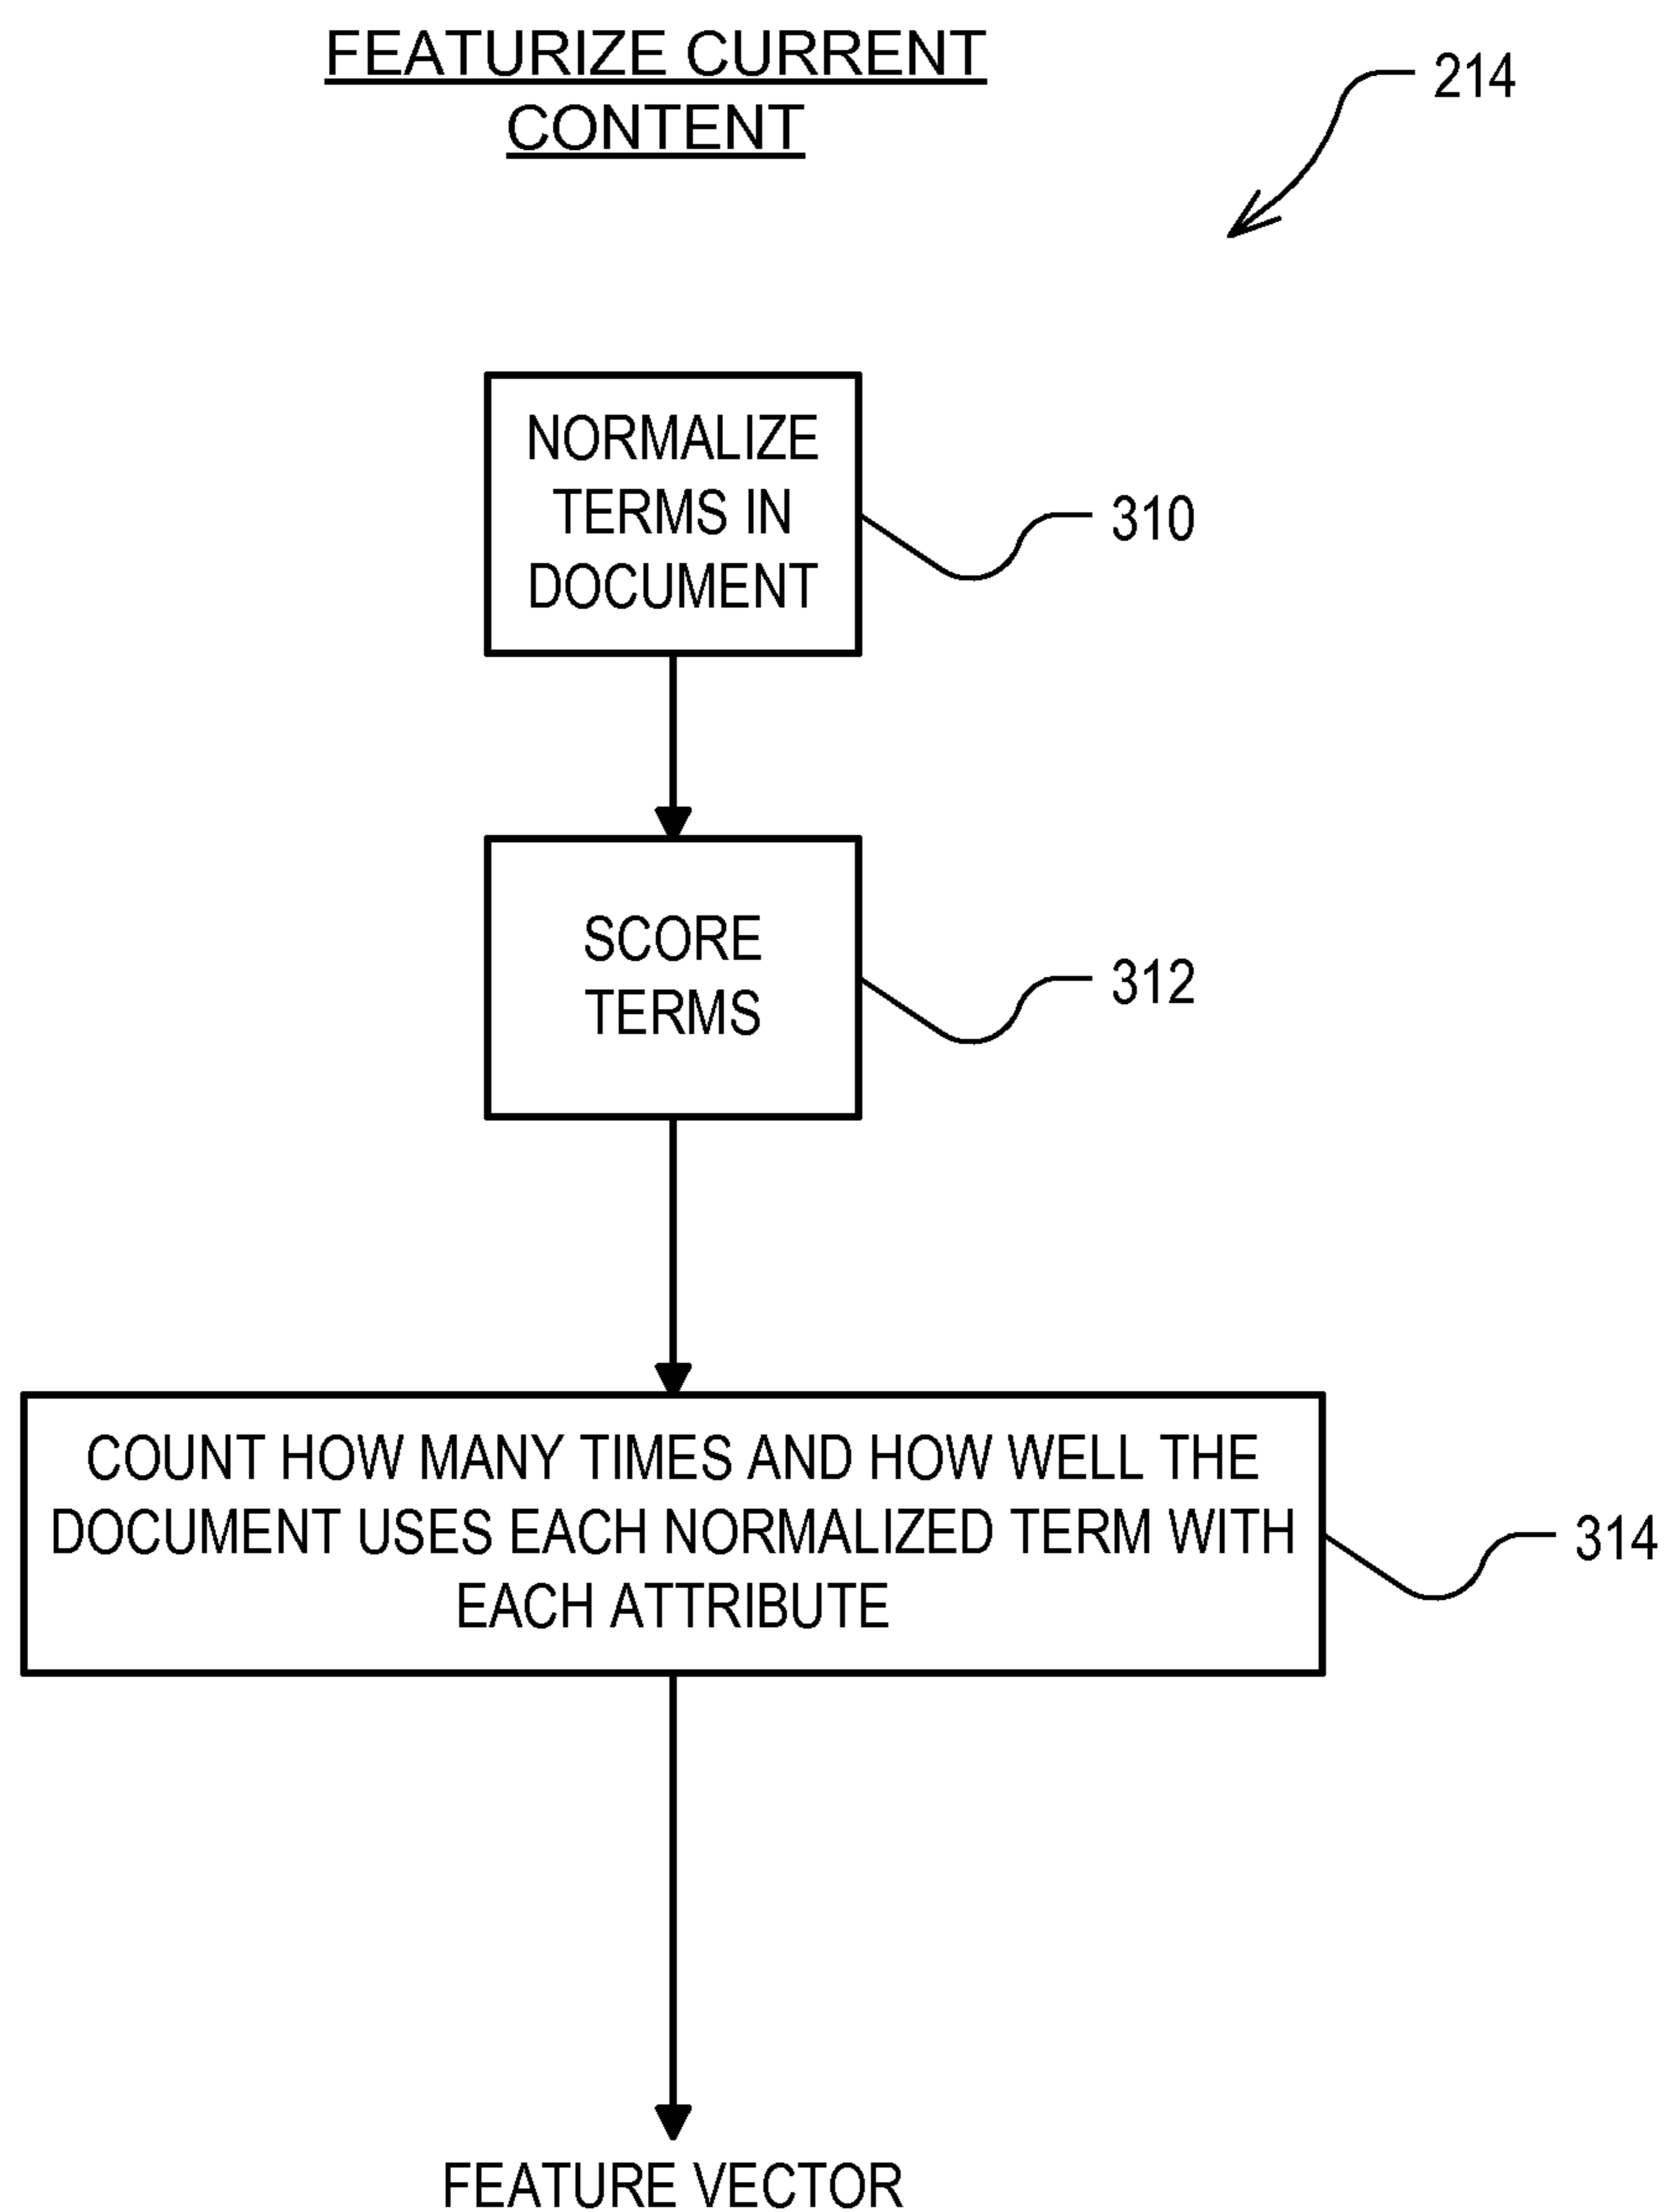 FEATURIZE CURRENT
CONTENT
214
NORMALIZE
TERMS IN
DOCUMENT
310
SCORE
TERMS
312
COUNT HOW MANY TIMES AND HOW WELL THE
DOCUMENT USES EACH NORMALIZED TERM WITH
EACH ATTRIBUTE
314
FEATURE VECTOR